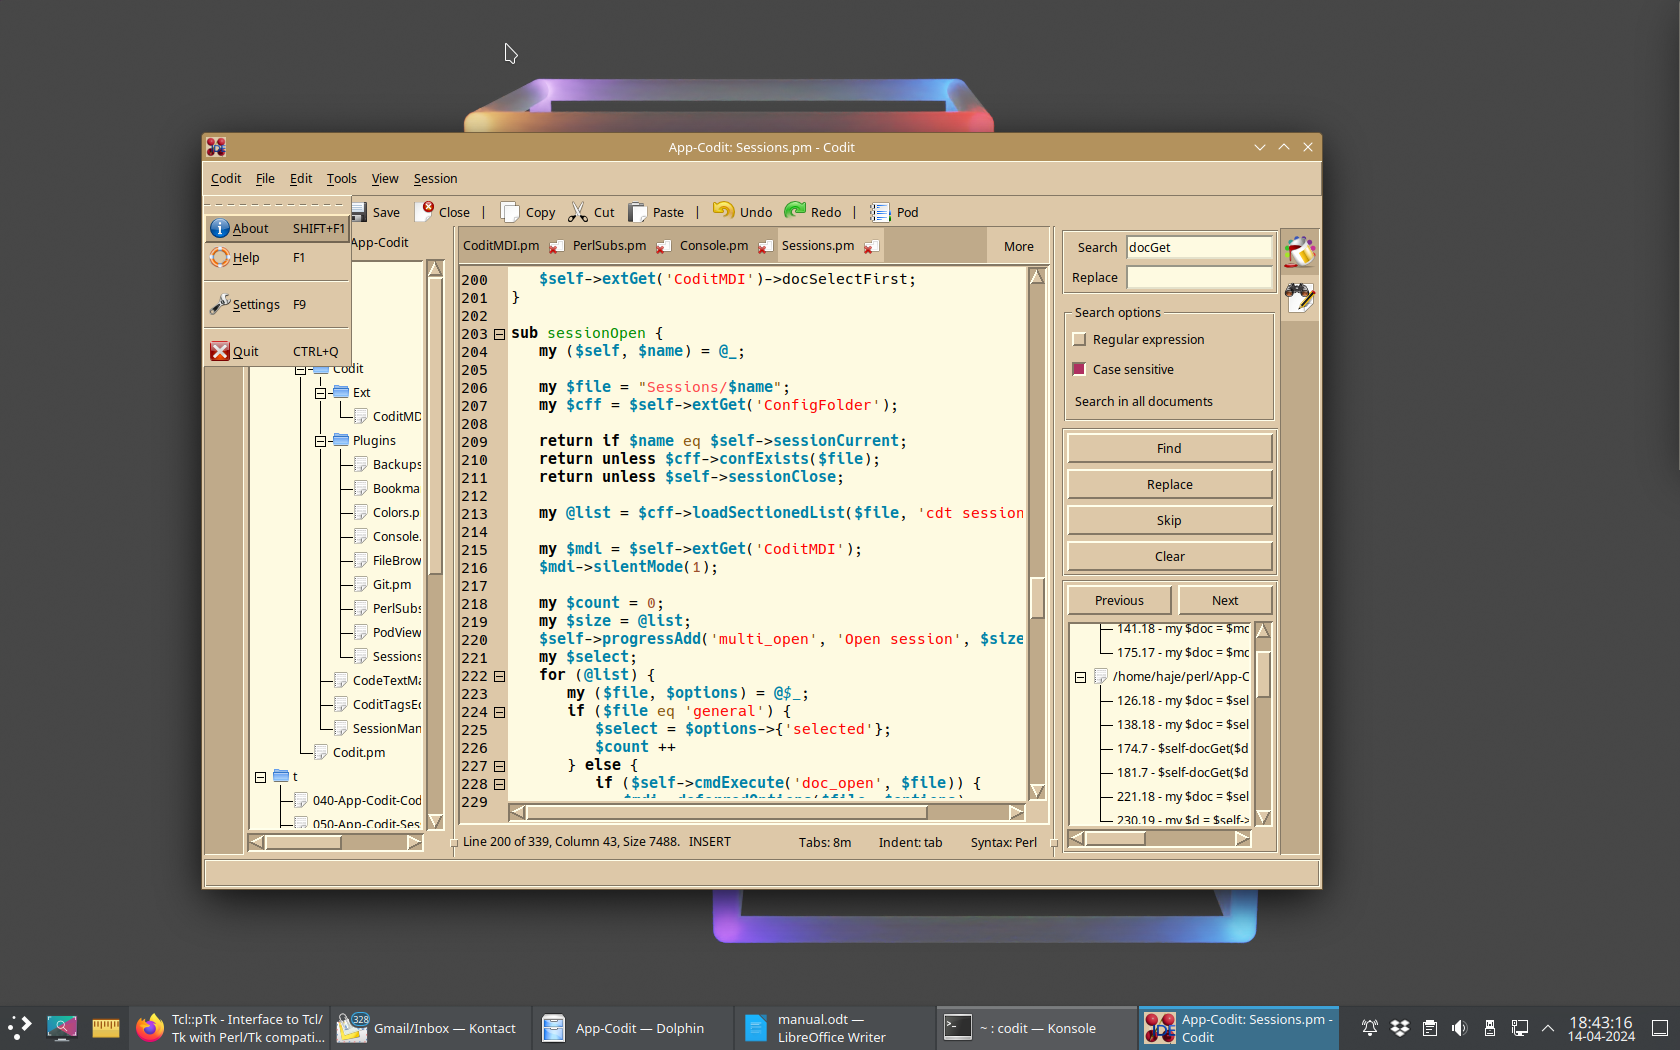 App-Codit: Sessions.pm - Codit
Codit File Edit Tools View Session
Save Close | Copy Cut Paste | Undo Redo | Pod
About SHIFT+F1
Help F1
Settings F9
Quit CTRL+Q
App-Codit
Codit
Ext
CoditMD
Plugins
Backups
Bookma
Colors.p
Console.
FileBrow
Git.pm
PerlSubs
PodView
Sessions
CodeTextMa
CoditTagsEd
SessionMan
Codit.pm
t
040-App-Codit-Cod
050-App-Codit-Ses
CoditMDI.pm PerlSubs.pm Console.pm Sessions.pm More
200 $self->extGet('CoditMDI')->docSelectFirst;
201 }
202
203 sub sessionOpen {
204 my ($self, $name) = @_;
205
206 my $file = "Sessions/$name";
207 my $cff = $self->extGet('ConfigFolder');
208
209 return if $name eq $self->sessionCurrent;
210 return unless $cff->confExists($file);
211 return unless $self->sessionClose;
212
213 my @list = $cff->loadSectionedList($file, 'cdt session
214
215 my $mdi = $self->extGet('CoditMDI');
216 $mdi->silentMode(1);
217
218 my $count = 0;
219 my $size = @list;
220 $self->progressAdd('multi_open', 'Open session', $size
221 my $select;
222 for (@list) {
223 my ($file, $options) = @$_;
224 if ($file eq 'general') {
225 $select = $options->{'selected'};
226 $count ++
227 } else {
228 if ($self->cmdExecute('doc_open', $file)) {
229
Line 200 of 339, Column 43, Size 7488. INSERT Tabs: 8m Indent: tab Syntax: Perl
Search docGet
Replace
Search options
Regular expression
Case sensitive
Search in all documents
Find
Replace
Skip
Clear
Previous Next
141.18 - my $doc = $mc
175.17 - my $doc = $mc
/home/haje/perl/App-C
126.18 - my $doc = $sel
138.18 - my $doc = $sel
174.7 - $self-docGet($d
181.7 - $self-docGet($d
221.18 - my $doc = $sel
230.19 - my $d = $self->
Tcl::pTk - Interface to Tcl/
Tk with Perl/Tk compati...
328
Gmail/Inbox — Kontact
App-Codit — Dolphin
manual.odt —
LibreOffice Writer
~ : codit — Konsole
App-Codit: Sessions.pm -
Codit
18:43:16
14-04-2024